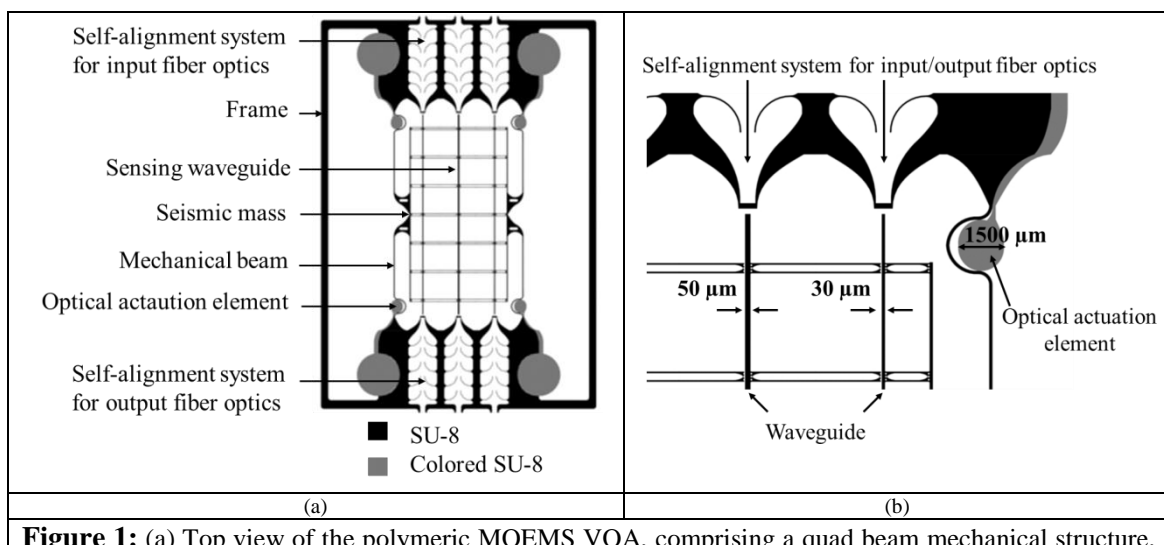 Self-alignment system
for input fiber optics
Frame
Sensing waveguide
Seismic mass
Mechanical beam
Optical actaution element
Self-alignment system
for output fiber optics
SU-8
Colored SU-8
(a)
Self-alignment system for input/output fiber optics
1500 µm
50 µm
30 µm
Optical actuation
element
Waveguide
(b)
Figure 1: (a) Top view of the polymeric MOEMS VOA, comprising a quad beam mechanical structure,